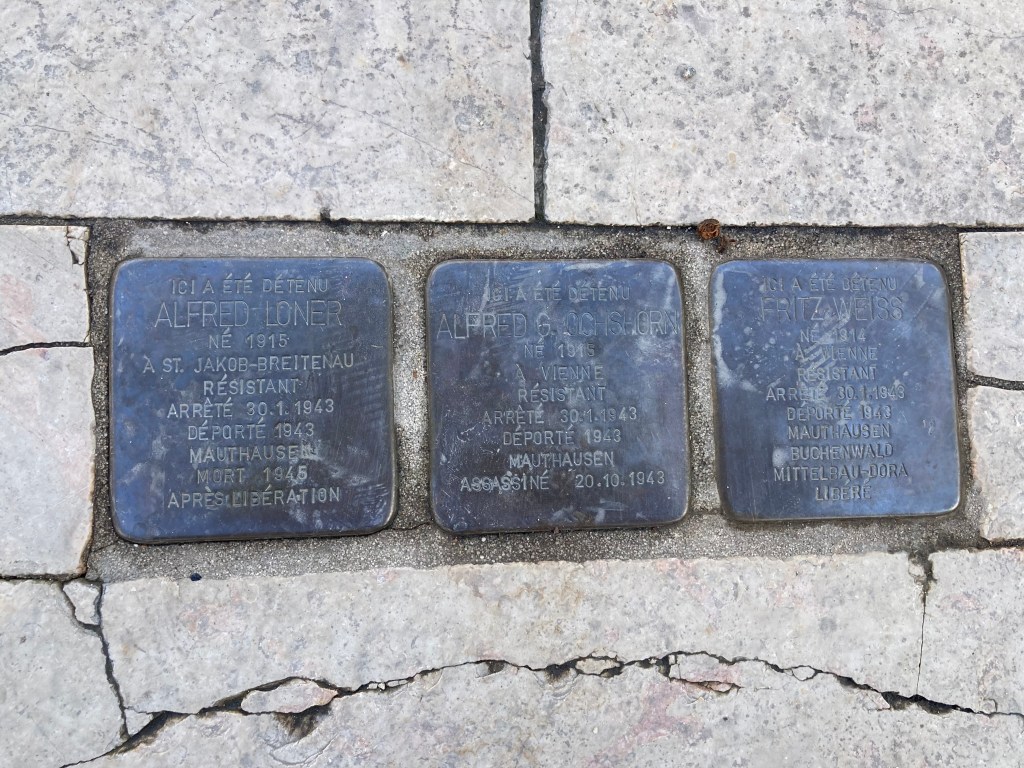 ICI A ÉTÉ DÉTENU
ALFRED LONER
NÉ 1915
À ST. JAKOB-BREITENAU
RÉSISTANT
ARRÊTÉ 30.1.1943
DÉPORTÉ 1943
MAUTHAUSEN
MORT 1945
APRÈS LIBÉRATION
ICI A ÉTÉ DÉTENU
ALFRED G. OCHSHORN
NÉ 1915
À VIENNE
RÉSISTANT
ARRÊTÉ 30.1.1943
DÉPORTÉ 1943
MAUTHAUSEN
ASSASSINÉ 20.10.1943
ICI A ÉTÉ DÉTENU
FRITZ WEISS
NÉ 1914
À VIENNE
RÉSISTANT
ARRÊTÉ 30.1.1943
DÉPORTÉ 1943
MAUTHAUSEN
BUCHENWALD
MITTELBAU-DORA
LIBÉRÉ